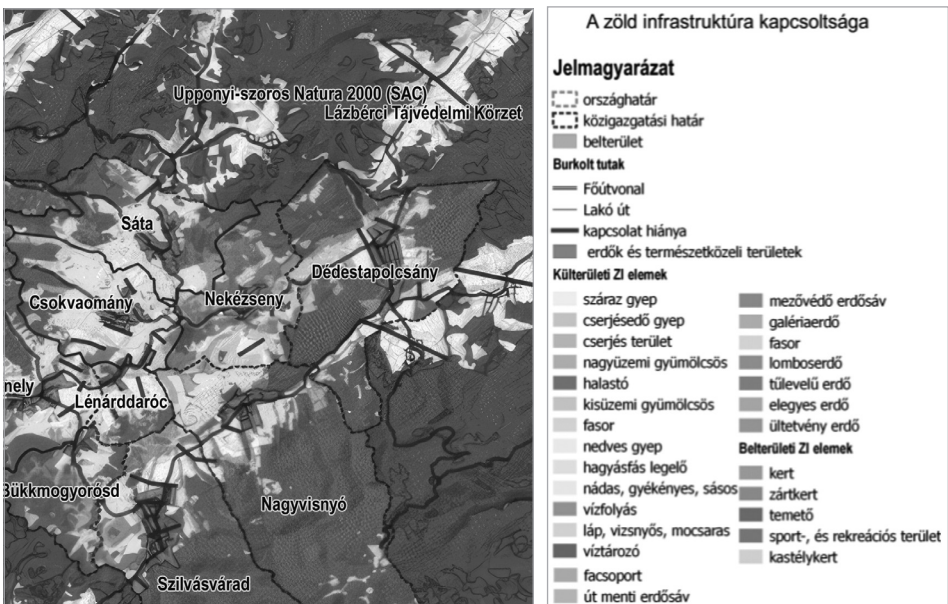 Upponyi-szoros Natura 2000 (SAC)
Lázbérci Tájvédelmi Körzet
Sáta
Dédestapolcsány
Csokvaomány
Nekézseny
nely
Lénárddaróc
Bükkmogyorósd
Nagyvisnyó
Szilvásvárad
A zöld infrastruktúra kapcsoltsága
Jelmagyarázat
országhatár
közigazgatási határ
belterület
Burkolt tutak
Főútvonal
Lakó út
kapcsolat hiánya
erdők és természetközeli területek
Külterületi ZI elemek
száraz gyep
cserjésedő gyep
cserjés terület
nagyüzemi gyümölcsös
halastó
kisüzemi gyümölcsös
fasor
nedves gyep
hagyásfás legelő
nádas, gyékényes, sásos
vízfolyás
láp, vizsnyős, mocsaras
víztározó
facsoport
út menti erdősáv
mezővédő erdősáv
galériaerdő
fasor
lomboserdő
tűlevelű erdő
elegyes erdő
ültetvény erdő
Belterületi ZI elemek
kert
zártkert
temető
sport-, és rekreációs terület
kastélykert